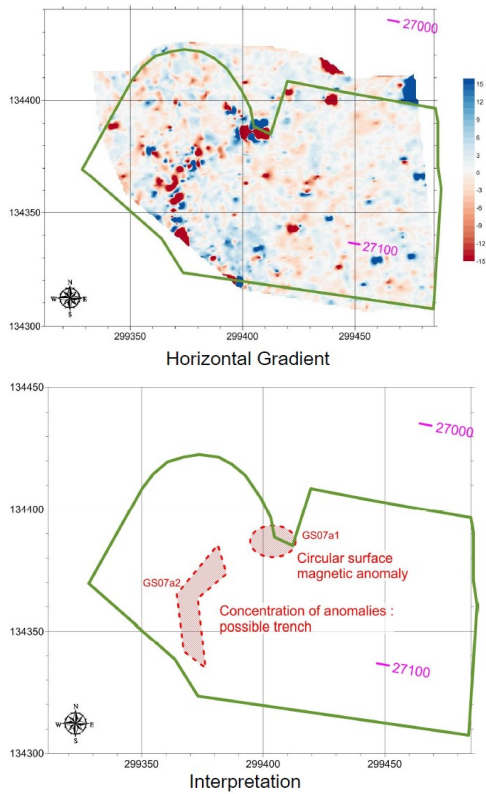 27000
134400
134350
134300
27100
15
12
9
6
3
0
-3
-6
-9
-12
-15
N
W E
S
299350
299400
299450
Horizontal Gradient
134450
27000
134400
GS07a1
Circular surface
magnetic anomaly
GS07a2
Concentration of anomalies :
possible trench
134350
27100
N
W E
S
134300
299350
299400
299450
Interpretation